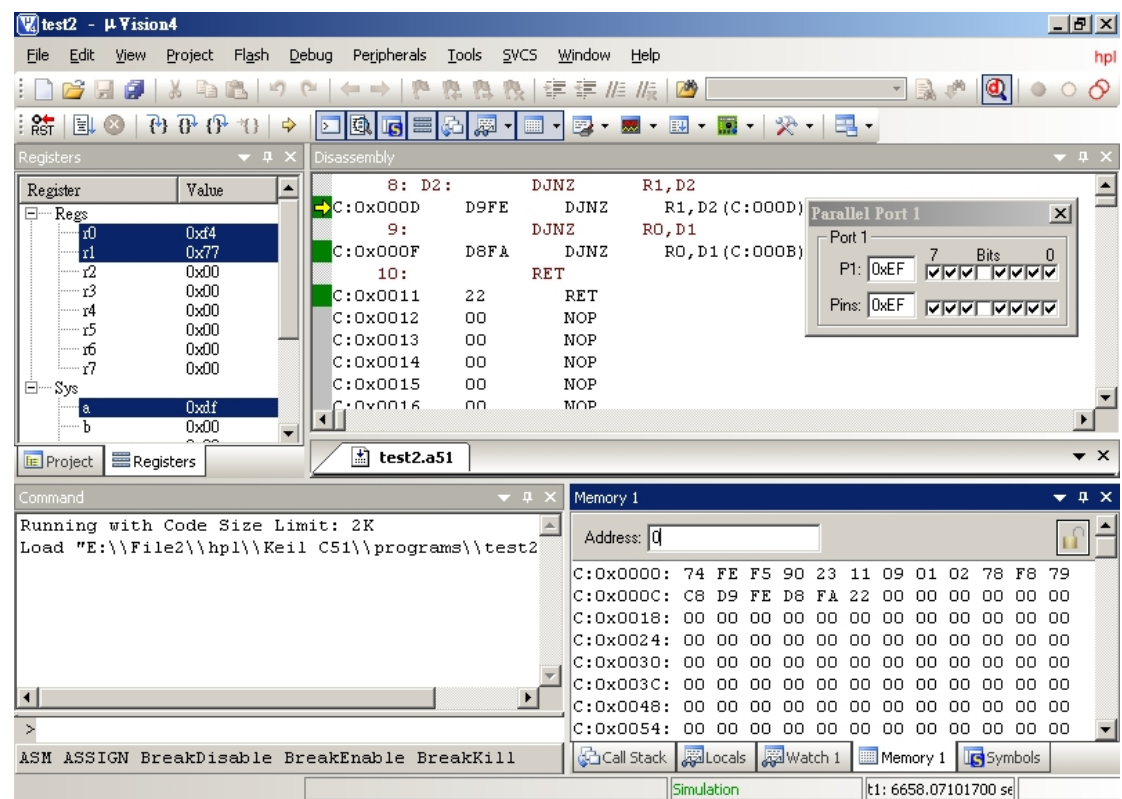 test2 - µVision4
File Edit View Project Flash Debug Peripherals Tools SVCS Window Help
hpl
RST
Registers
Register Value
Regs
r0 0xf4
r1 0x77
r2 0x00
r3 0x00
r4 0x00
r5 0x00
r6 0x00
r7 0x00
Sys
a 0xdf
b 0x00
Project Registers
Disassembly
8: D2: DJNZ R1,D2
C:0x000D D9FE DJNZ R1,D2(C:000D)
9: DJNZ R0,D1
C:0x000F D8FA DJNZ R0,D1(C:000B)
10: RET
C:0x0011 22 RET
C:0x0012 00 NOP
C:0x0013 00 NOP
C:0x0014 00 NOP
C:0x0015 00 NOP
C:0x0016 00 NOP
Parallel Port 1
Port 1
7 Bits 0
P1: 0xEF
Pins: 0xEF
test2.a51
Command
Running with Code Size Limit: 2K
Load "E:\\File2\\hpl\\Keil C51\\programs\\test2
>
ASM ASSIGN BreakDisable BreakEnable BreakKill
Memory 1
Address: 0
C:0x0000: 74 FE F5 90 23 11 09 01 02 78 F8 79
C:0x000C: C8 D9 FE D8 FA 22 00 00 00 00 00 00
C:0x0018: 00 00 00 00 00 00 00 00 00 00 00 00
C:0x0024: 00 00 00 00 00 00 00 00 00 00 00 00
C:0x0030: 00 00 00 00 00 00 00 00 00 00 00 00
C:0x003C: 00 00 00 00 00 00 00 00 00 00 00 00
C:0x0048: 00 00 00 00 00 00 00 00 00 00 00 00
C:0x0054: 00 00 00 00 00 00 00 00 00 00 00 00
Call Stack Locals Watch 1 Memory 1 Symbols
Simulation t1: 6658.07101700 se